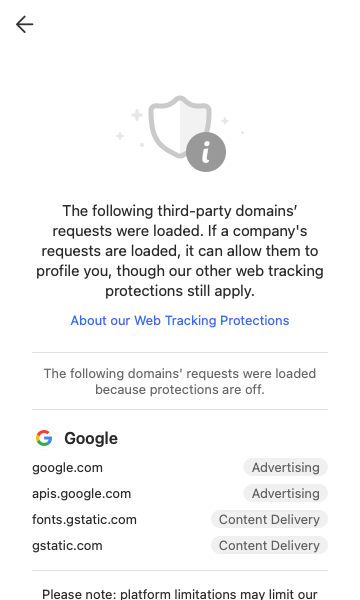 The following third-party domains’
requests were loaded. If a company's
requests are loaded, it can allow them to
profile you, though our other web tracking
protections still apply.
About our Web Tracking Protections
The following domains' requests were loaded
because protections are off.
Google
google.com Advertising
apis.google.com Advertising
fonts.gstatic.com Content Delivery
gstatic.com Content Delivery
Please note: platform limitations may limit our